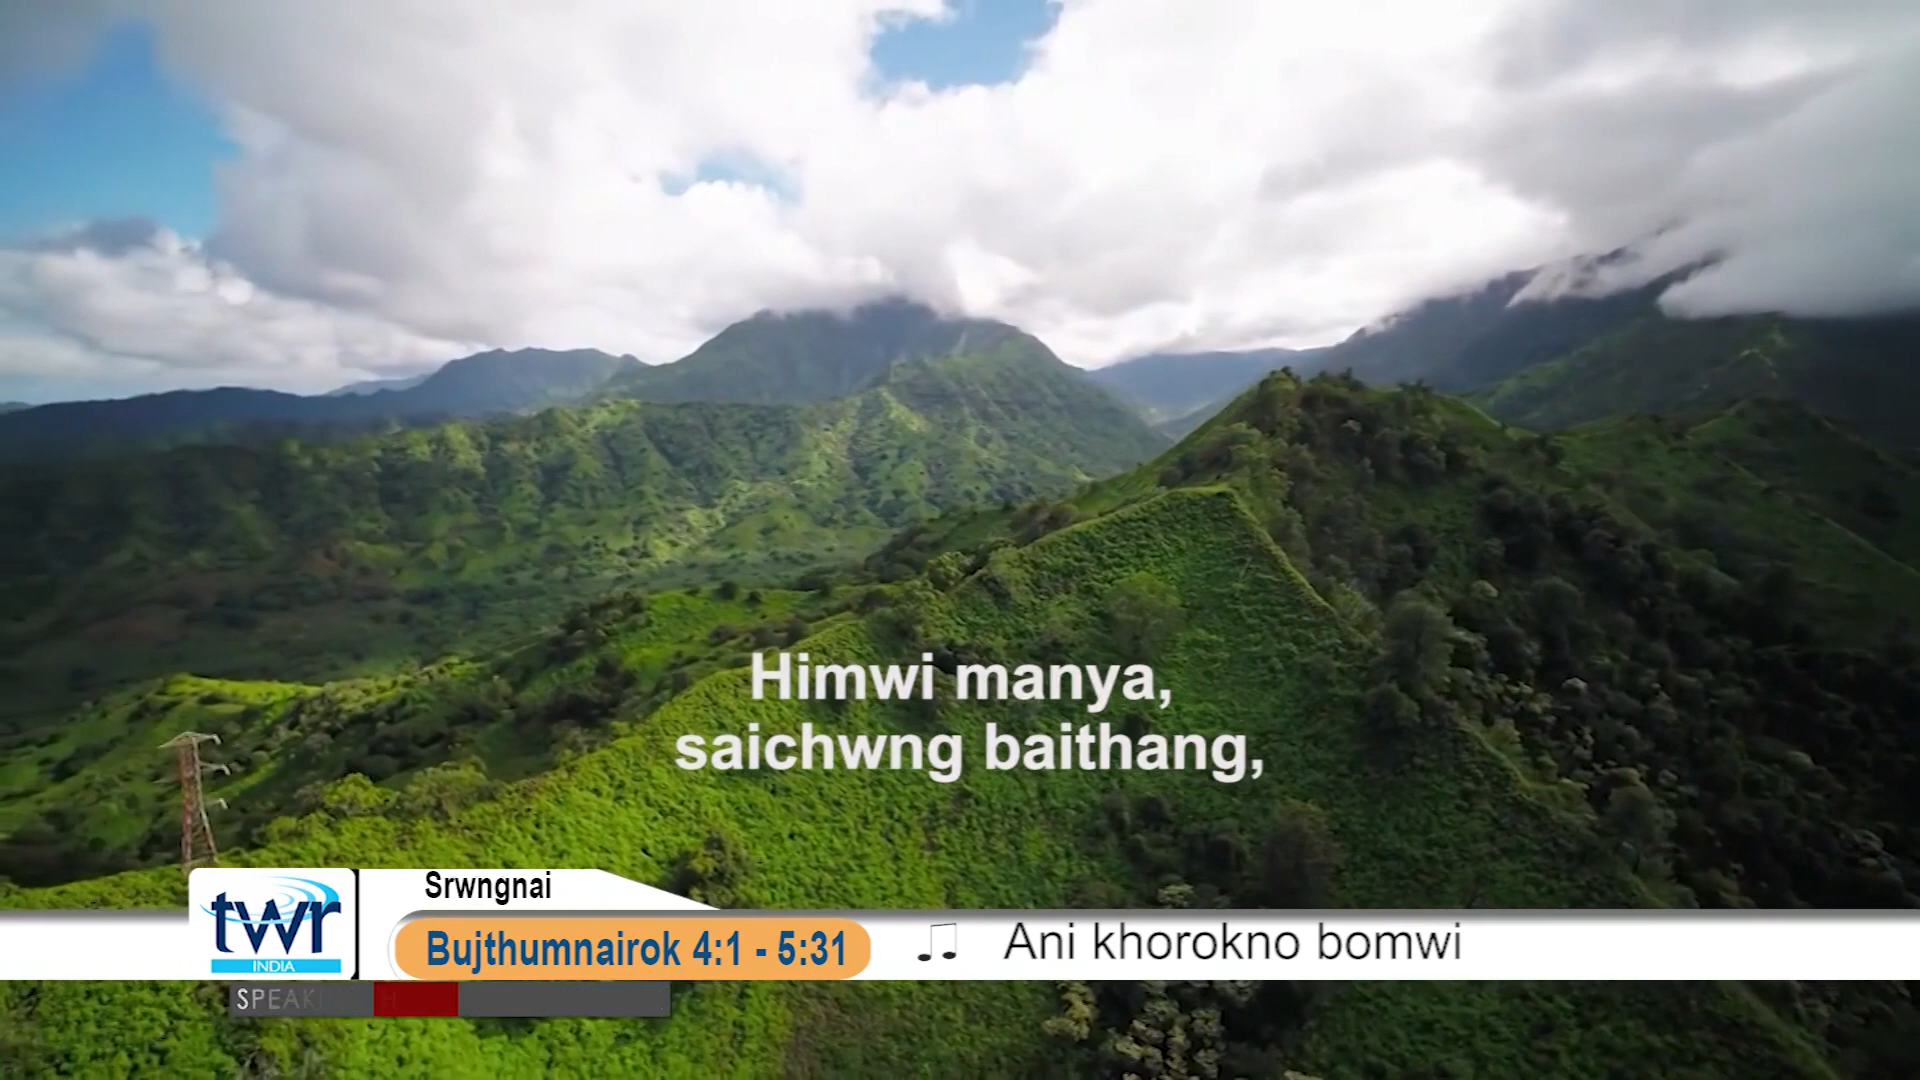 Himwi manya,
saichwng baithang,
Srwngnai
twr
INDIA
Bujthumnairok 4:1 - 5:31
Ani khorokno bomwi